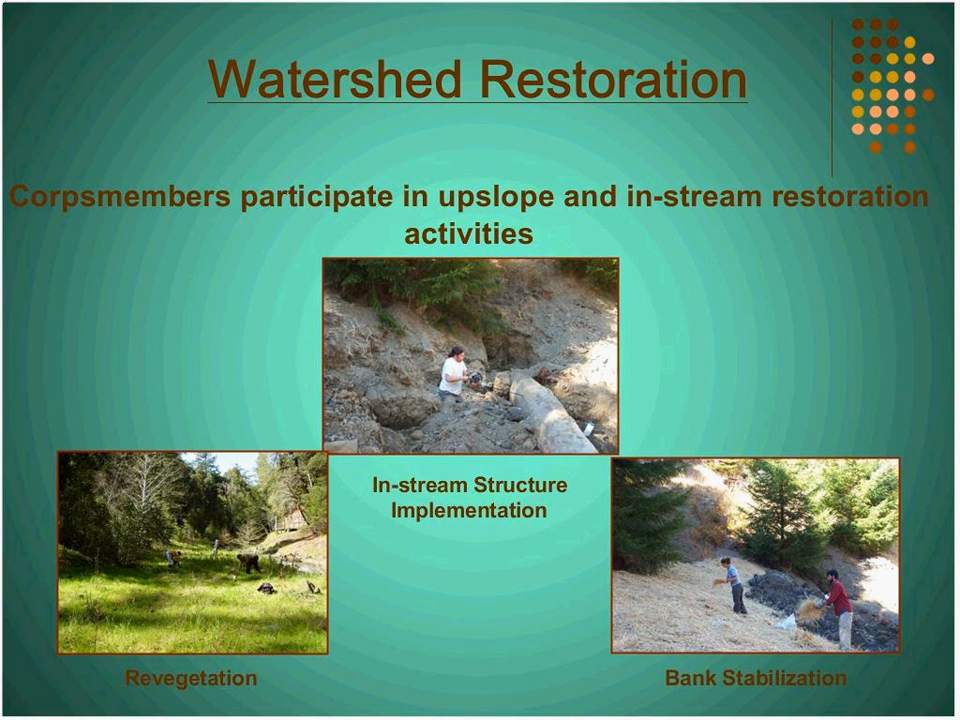 Watershed Restoration
Corpsmembers participate in upslope and in-stream restoration
activities
In-stream Structure
Implementation
Revegetation
Bank Stabilization